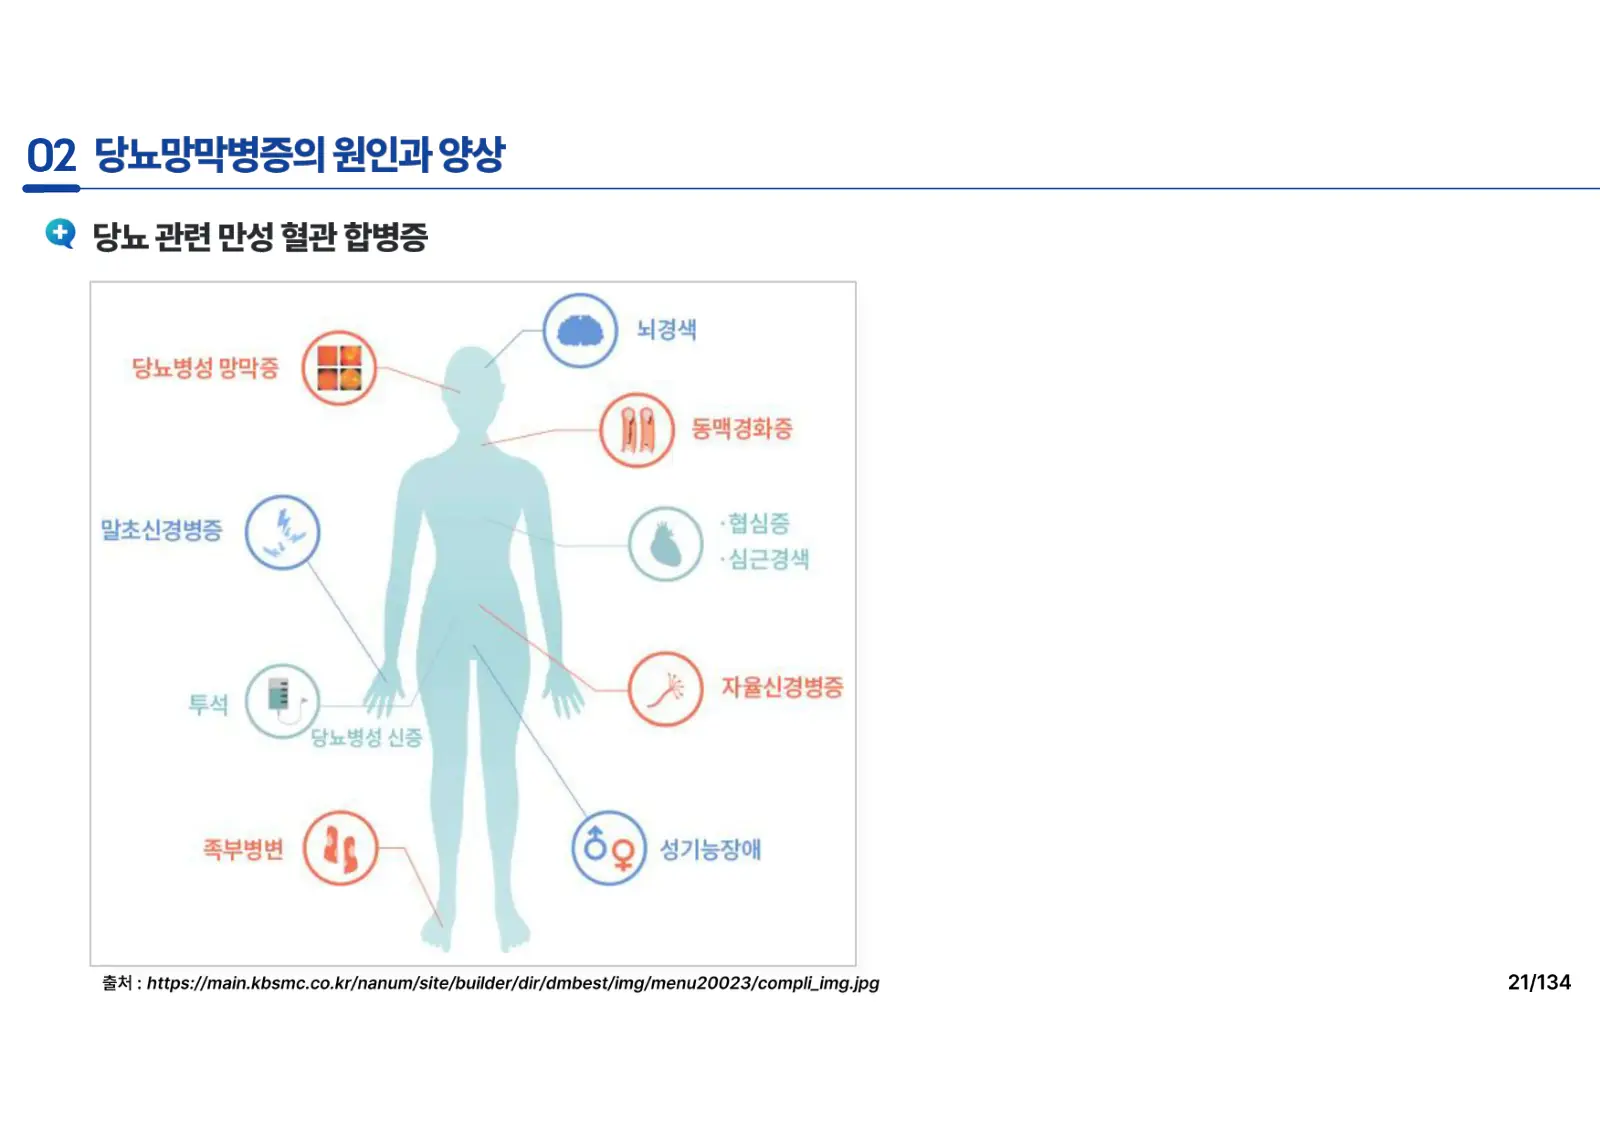 02 당뇨망막병증의 원인과 양상
당뇨 관련 만성 혈관 합병증
뇌경색
당뇨병성 망막증
동맥경화증
말초신경병증
·협심증
·심근경색
자율신경병증
투석
당뇨병성 신증
족부병변
성기능장애
출처 : https://main.kbsmc.co.kr/nanum/site/builder/dir/dmbest/img/menu20023/compli_img.jpg
21/134